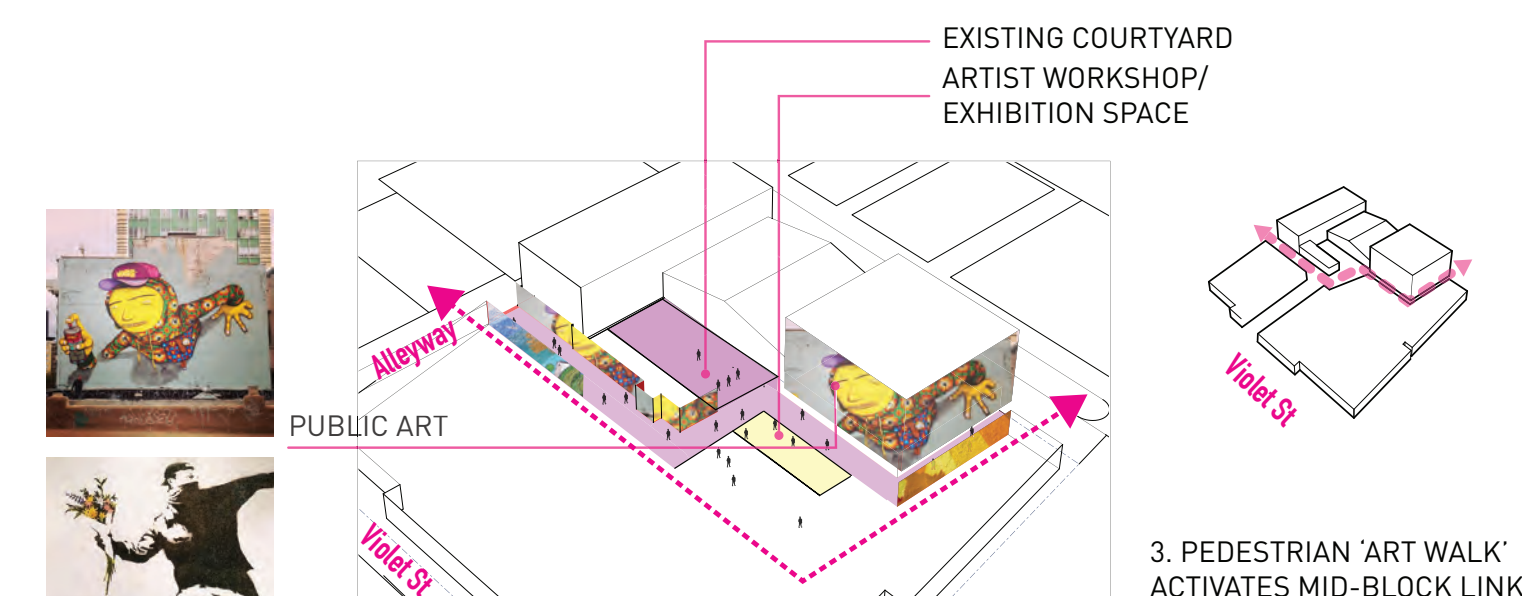 EXISTING COURTYARD
ARTIST WORKSHOP/
EXHIBITION SPACE
Alleyway
PUBLIC ART
Violet St
Violet St
3. PEDESTRIAN ‘ART WALK’
ACTIVATES MID-BLOCK LINK